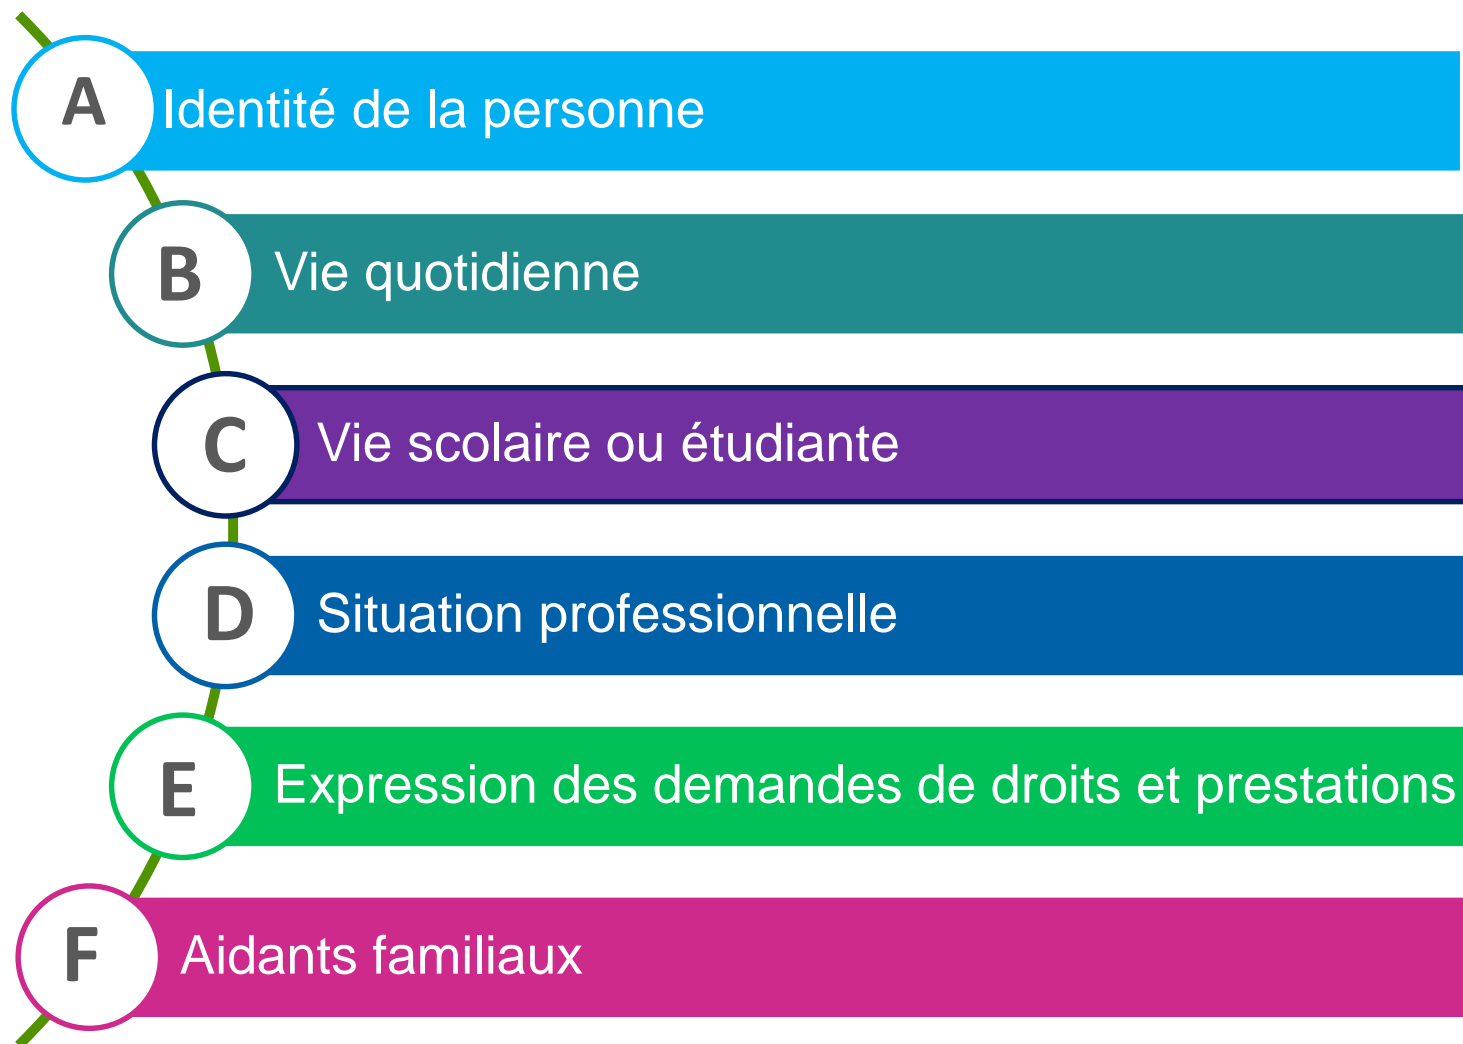 A Identité de la personne
B Vie quotidienne
C Vie scolaire ou étudiante
D Situation professionnelle
E Expression des demandes de droits et prestations
F Aidants familiaux